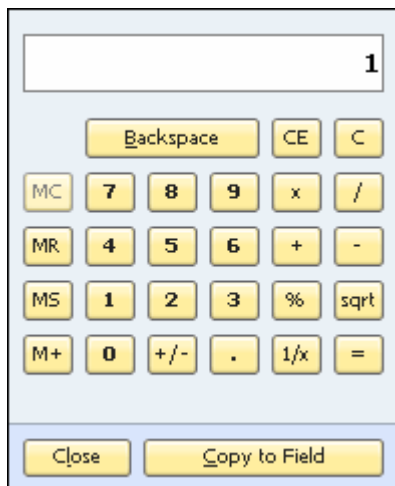 1
Backspace CE C
MC 7 8 9 x /
MR 4 5 6 + -
MS 1 2 3 % sqrt
M+ 0 +/- . 1/x =
Close Copy to Field